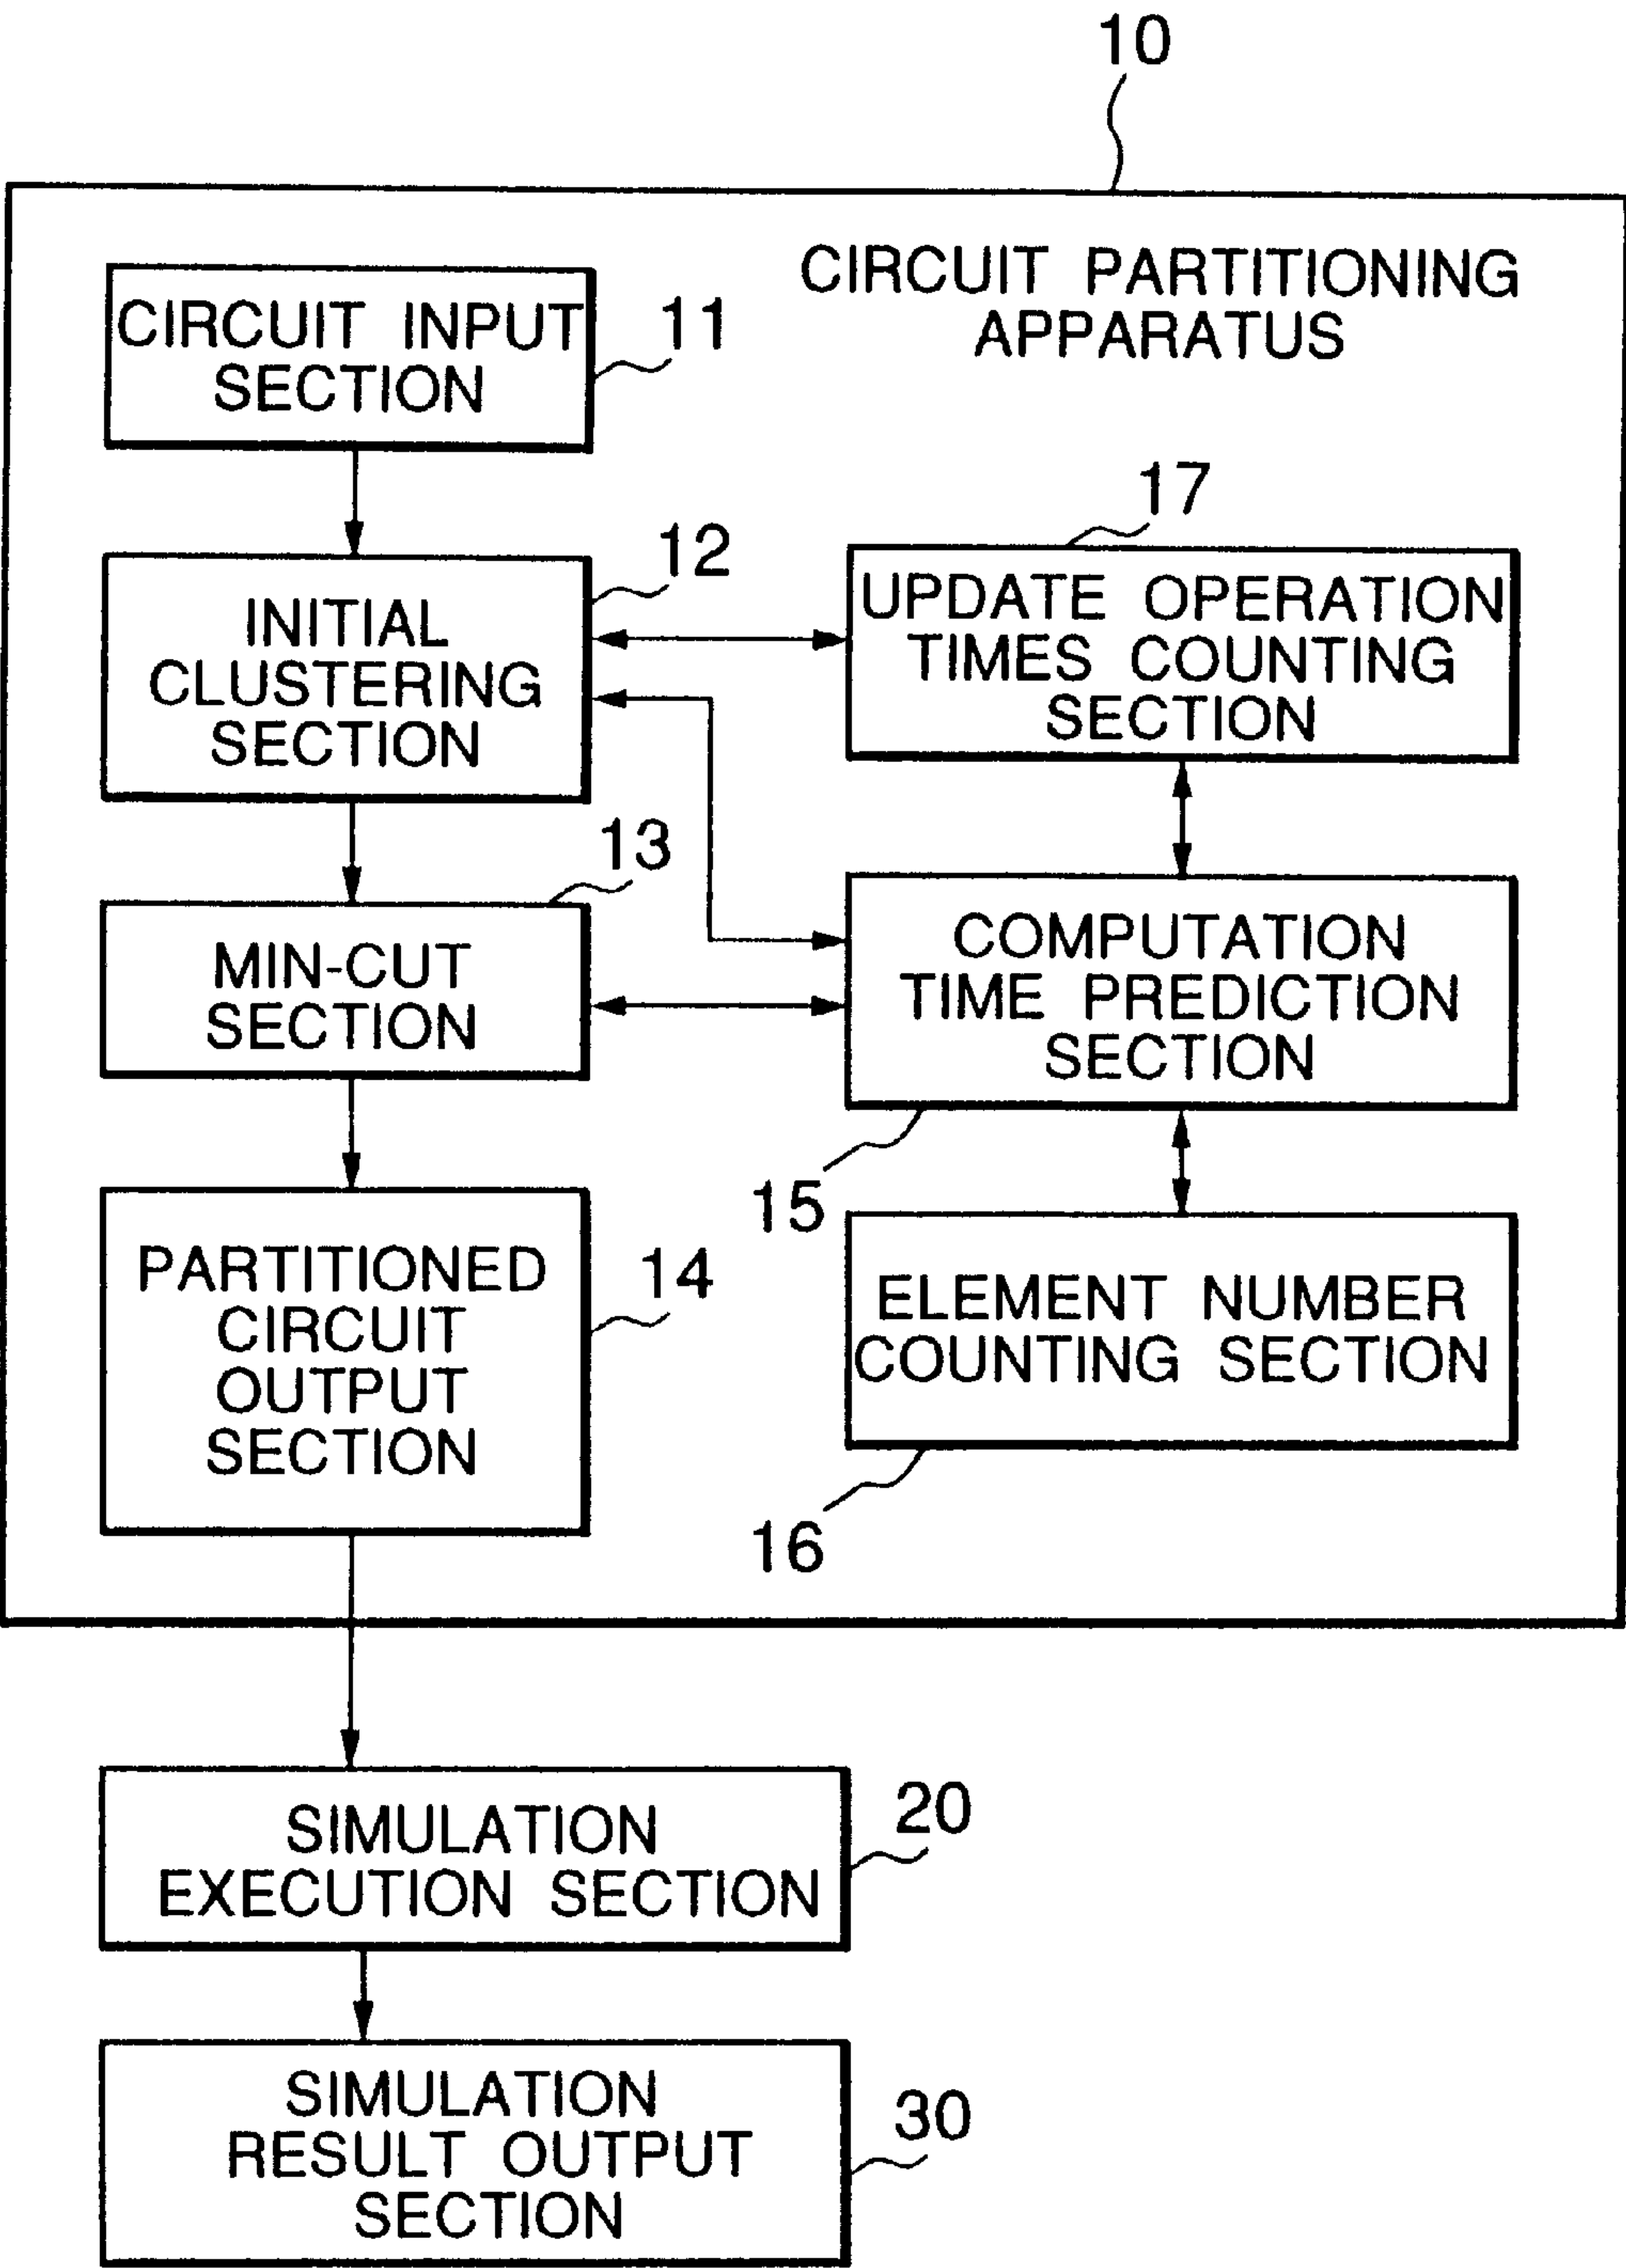 10
CIRCUIT PARTITIONING
APPARATUS
CIRCUIT INPUT
SECTION
11
17
12
INITIAL
CLUSTERING
SECTION
UPDATE OPERATION
TIMES COUNTING
SECTION
13
MIN-CUT
SECTION
COMPUTATION
TIME PREDICTION
SECTION
15
PARTITIONED
CIRCUIT
OUTPUT
SECTION
14
ELEMENT NUMBER
COUNTING SECTION
16
SIMULATION
EXECUTION SECTION
20
SIMULATION
RESULT OUTPUT
SECTION
30